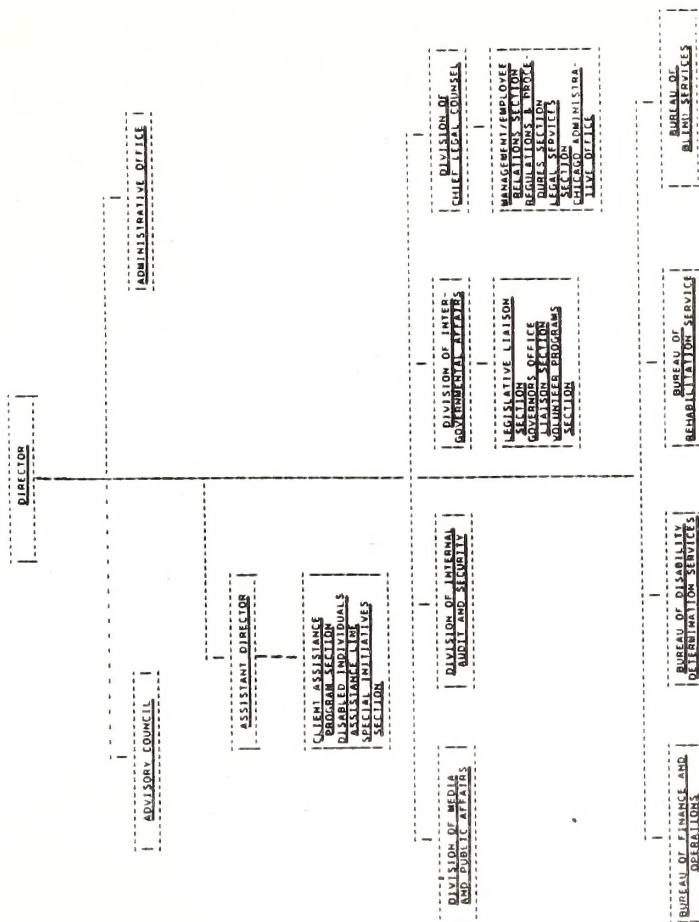 DIRECTOR
ADVISORY COUNCIL
ADMINISTRATIVE OFFICE
ASSISTANT DIRECTOR
CLIENT ASSISTANCE
PROGRAM SECTION
DISABLED INDIVIDUALS
ASSISTANCE LINE
SPECIAL INITIATIVES
SECTION
DIVISION OF MEDIA
AND PUBLIC AFFAIRS
DIVISION OF INTERNAL
AUDIT AND SECURITY
DIVISION OF INTER-
GOVERNMENTAL AFFAIRS
LEGISLATIVE LIAISON
SECTION
GOVERNORS OFFICE
LIAISON SECTION
VOLUNTEER PROGRAMS
SECTION
DIVISION OF
CHIEF LEGAL COUNSEL
MANAGEMENT/EMPLOYEE
RELATIONS SECTION
REGULATIONS & PROCE-
DURES SECTION
LEGAL SERVICES
SECTION
CHICAGO ADMINISTRA-
TIVE OFFICE
BUREAU OF FINANCE AND
OPERATIONS
BUREAU OF DISABILITY
DETERMINATION SERVICES
BUREAU OF
REHABILITATION SERVICE
BUREAU OF
BLIND SERVICES